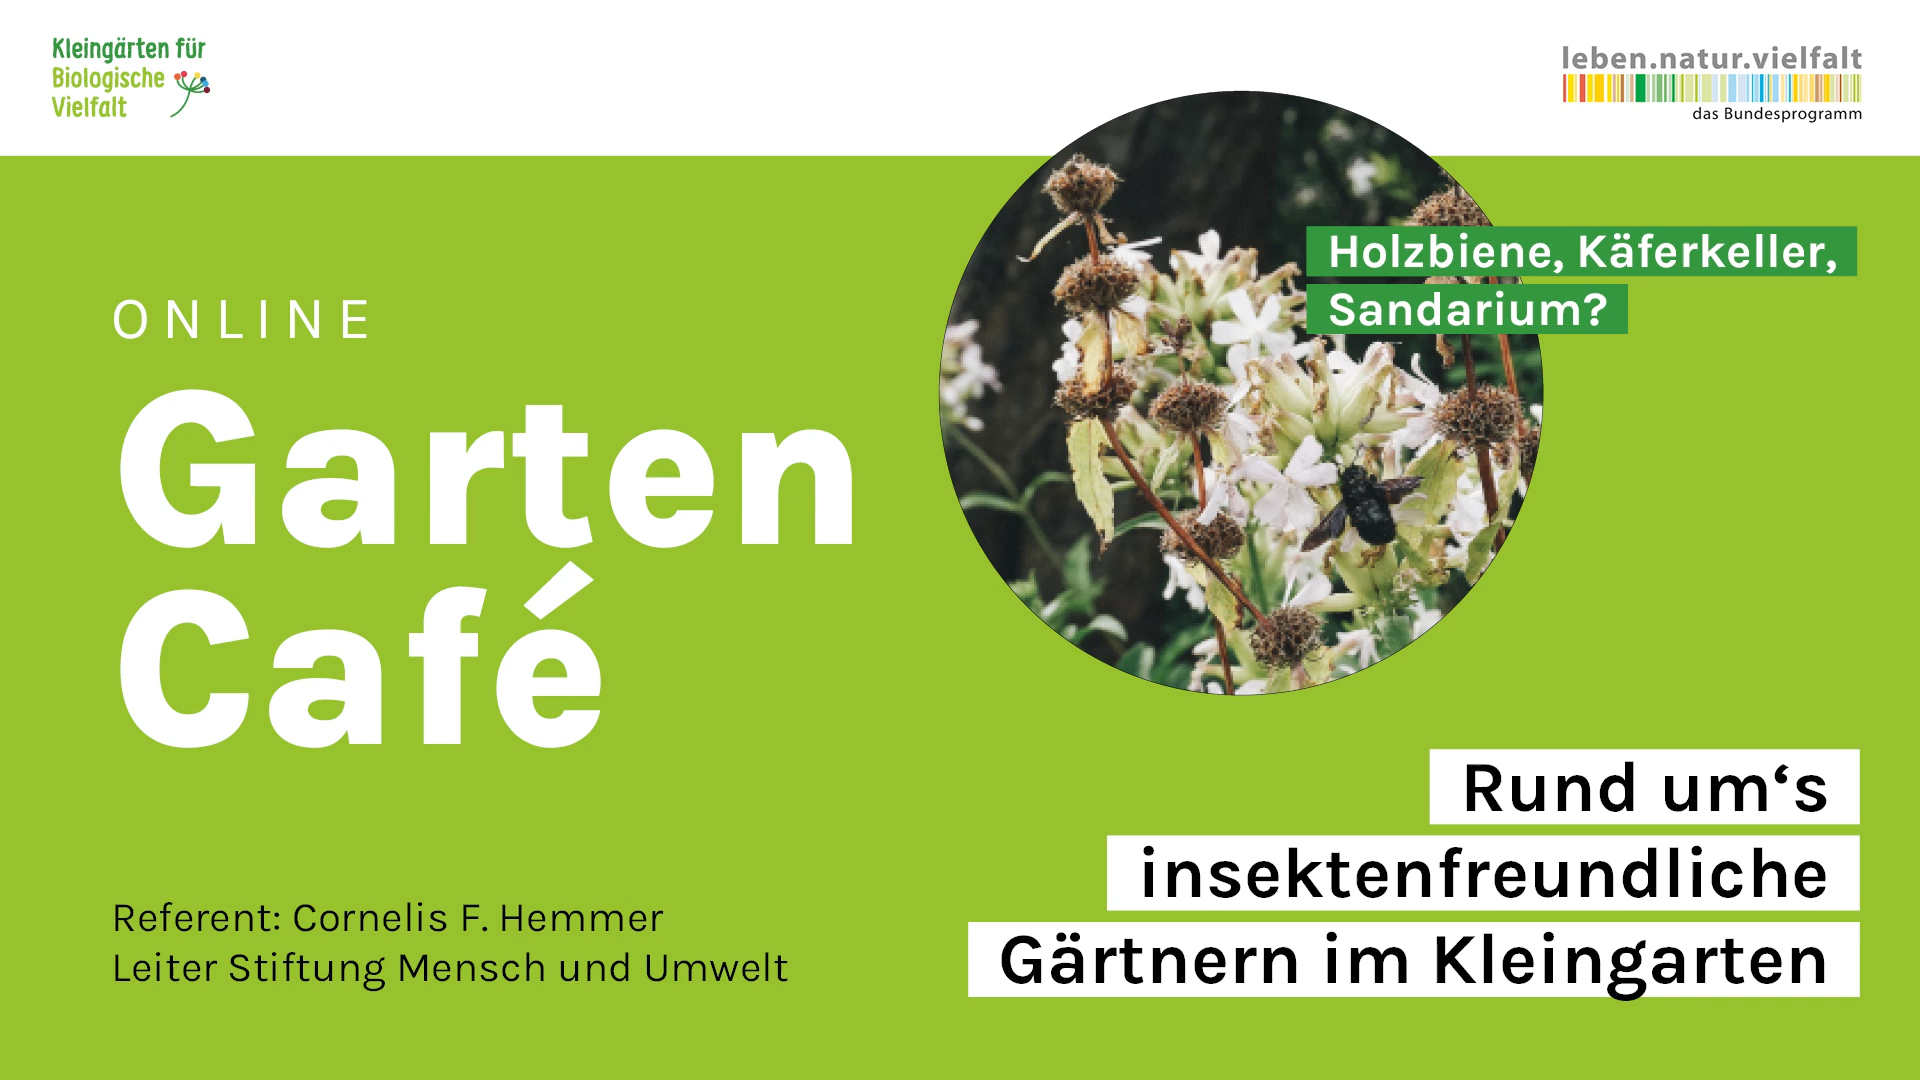 Kleingärten für
Biologische
Vielfalt
leben.natur.vielfalt
das Bundesprogramm
Holzbiene, Käferkeller,
Sandarium?
ONLINE
Garten
Café
Rund um‘s
insektenfreundliche
Gärtnern im Kleingarten
Referent: Cornelis F. Hemmer
Leiter Stiftung Mensch und Umwelt